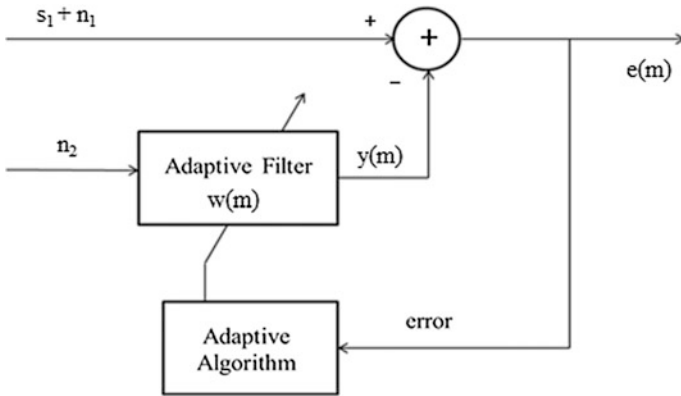 s₁ + n₁
+
+
−
e(m)
n₂
Adaptive Filter
w(m)
y(m)
Adaptive
Algorithm
error